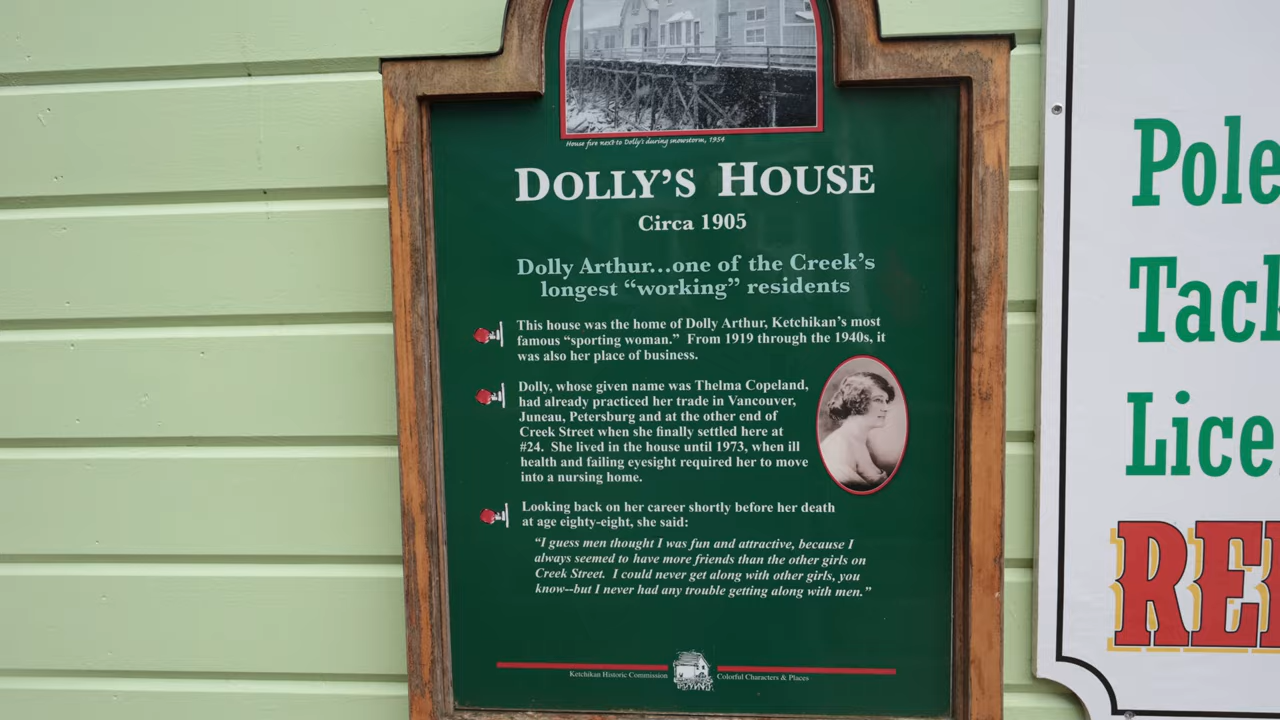 House fire next to Dolly's during snowstorm, 1954
DOLLY'S HOUSE
Circa 1905
Dolly Arthur...one of the Creek's
longest “working” residents
This house was the home of Dolly Arthur, Ketchikan's most
famous “sporting woman.” From 1919 through the 1940s, it
was also her place of business.
Dolly, whose given name was Thelma Copeland,
had already practiced her trade in Vancouver,
Juneau, Petersburg and at the other end of
Creek Street when she finally settled here at
#24. She lived in the house until 1973, when ill
health and failing eyesight required her to move
into a nursing home.
Looking back on her career shortly before her death
at age eighty-eight, she said:
“I guess men thought I was fun and attractive, because I
always seemed to have more friends than the other girls on
Creek Street. I could never get along with other girls, you
know--but I never had any trouble getting along with men.”
Ketchikan Historic Commission
Colorful Characters & Places
Pole
Tack
Lice
RE